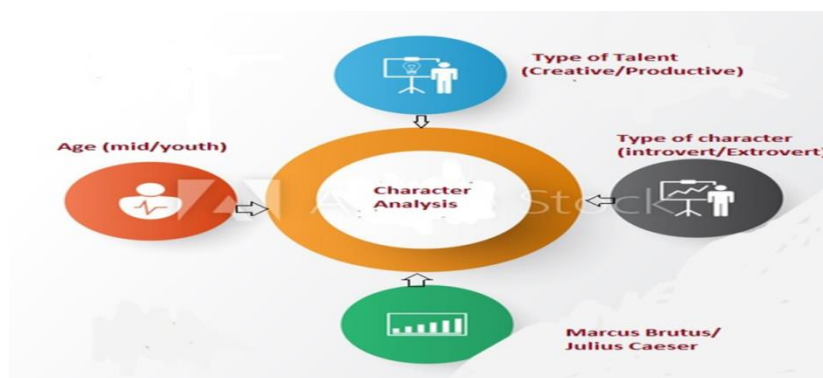 Type of Talent
(Creative/Productive)
Age (mid/youth)
Type of character
(introvert/Extrovert)
Character
Analysis
Stock
Marcus Brutus/
Julius Caeser